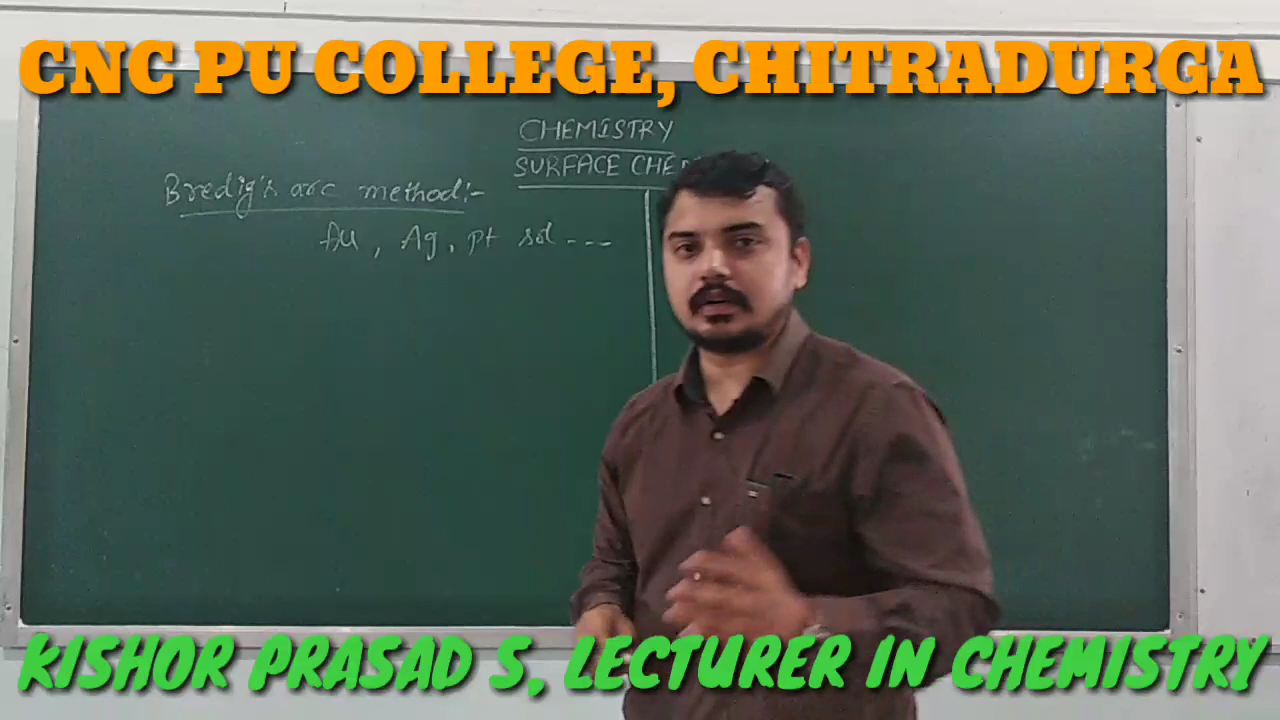 CNC PU COLLEGE, CHITRADURGA
CHEMISTRY
SURFACE CHE
Bredig's arc method:-
Au, Ag, pt sol ---
KISHOR PRASAD S, LECTURER IN CHEMISTRY